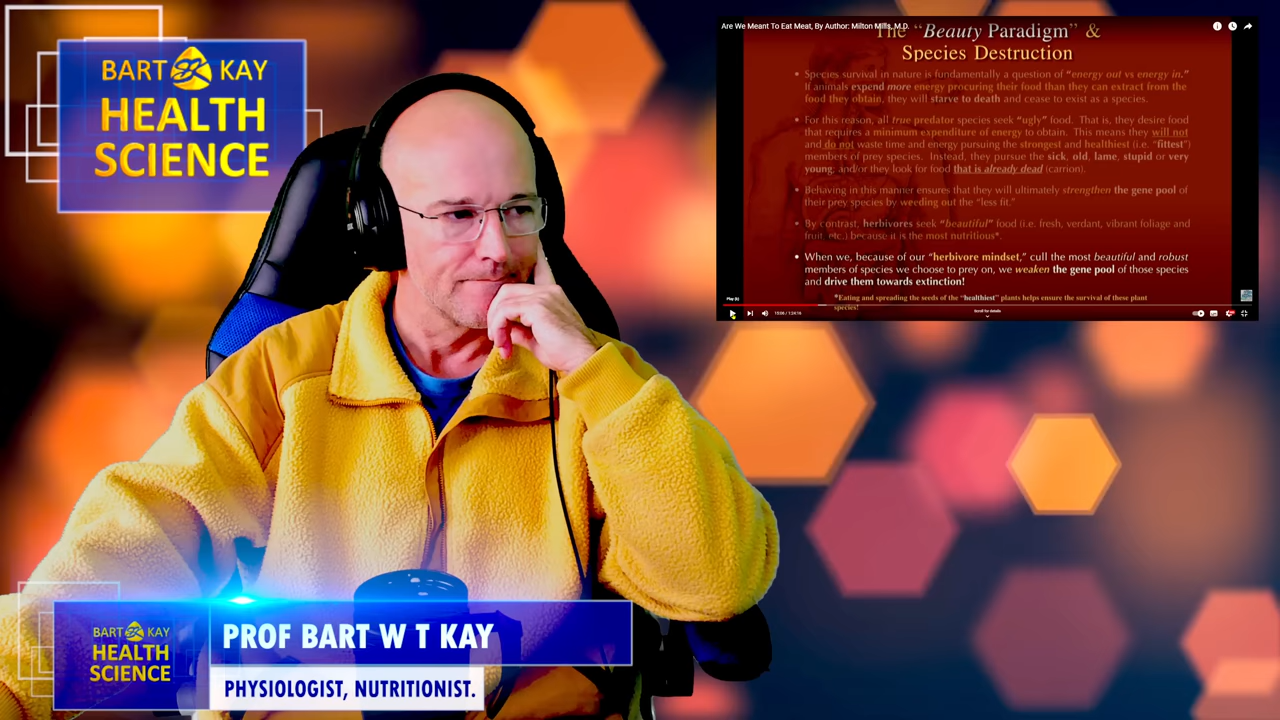 BART KAY
HEALTH
SCIENCE
Are We Meant To Eat Meat, By Author: Milton Mills, M.D.
The "Beauty Paradigm" &
Species Destruction
• Species survival in nature is fundamentally a question of "energy out vs energy in."
If animals expend more energy procuring their food than they can extract from the
food they obtain, they will starve to death and cease to exist as a species.
• For this reason, all true predator species seek "ugly" food. That is, they desire food
that requires a minimum expenditure of energy to obtain. This means they will not
and do not waste time and energy pursuing the strongest and healthiest (i.e. "fittest")
members of prey species. Instead, they pursue the sick, old, lame, stupid or very
young, and/or they look for food that is already dead (carrion).
• Behaving in this manner ensures that they will ultimately strengthen the gene pool of
their prey species by weeding out the "less fit."
• By contrast, herbivores seek "beautiful" food (i.e. fresh, verdant, vibrant foliage and
fruit, etc.) because it is the most nutritious*.
• When we, because of our "herbivore mindset," cull the most beautiful and robust
members of species we choose to prey on, we weaken the gene pool of those species
and drive them towards extinction!
*Eating and spreading the seeds of the "healthiest" plants helps ensure the survival of these plant
species!
Play (k)
Scroll for details
BART KAY
HEALTH
SCIENCE
PROF BART W T KAY
PHYSIOLOGIST, NUTRITIONIST.